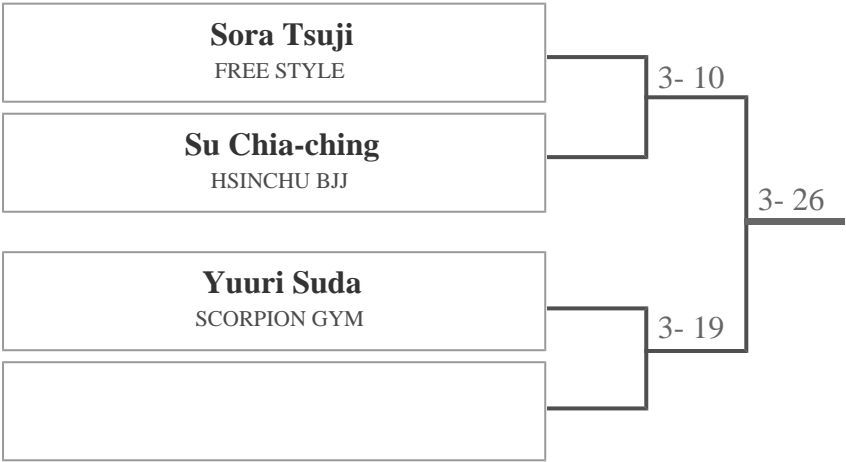 Sora Tsuji
FREE STYLE
3- 10
Su Chia-ching
HSINCHU BJJ
3- 26
Yuuri Suda
SCORPION GYM
3- 19